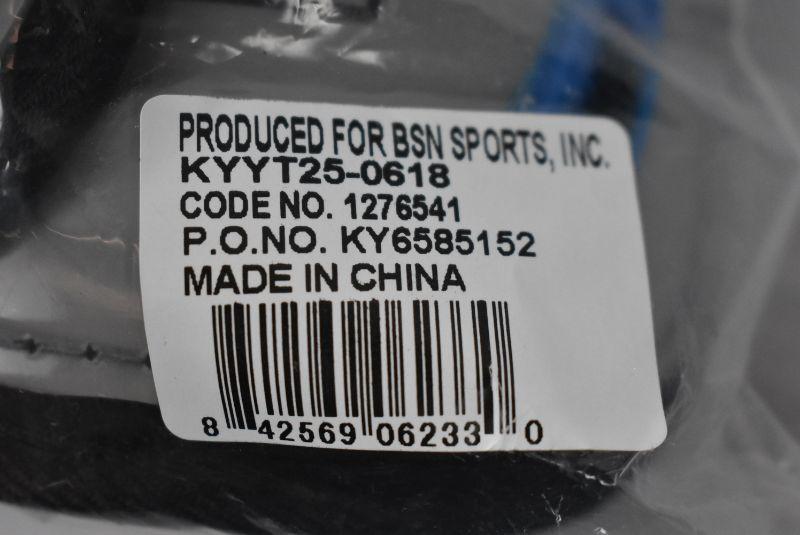 PRODUCED FOR BSN SPORTS, INC.
KYYT25-0618
CODE NO. 1276541
P.O.NO. KY6585152
MADE IN CHINA
8 42569 06233 0